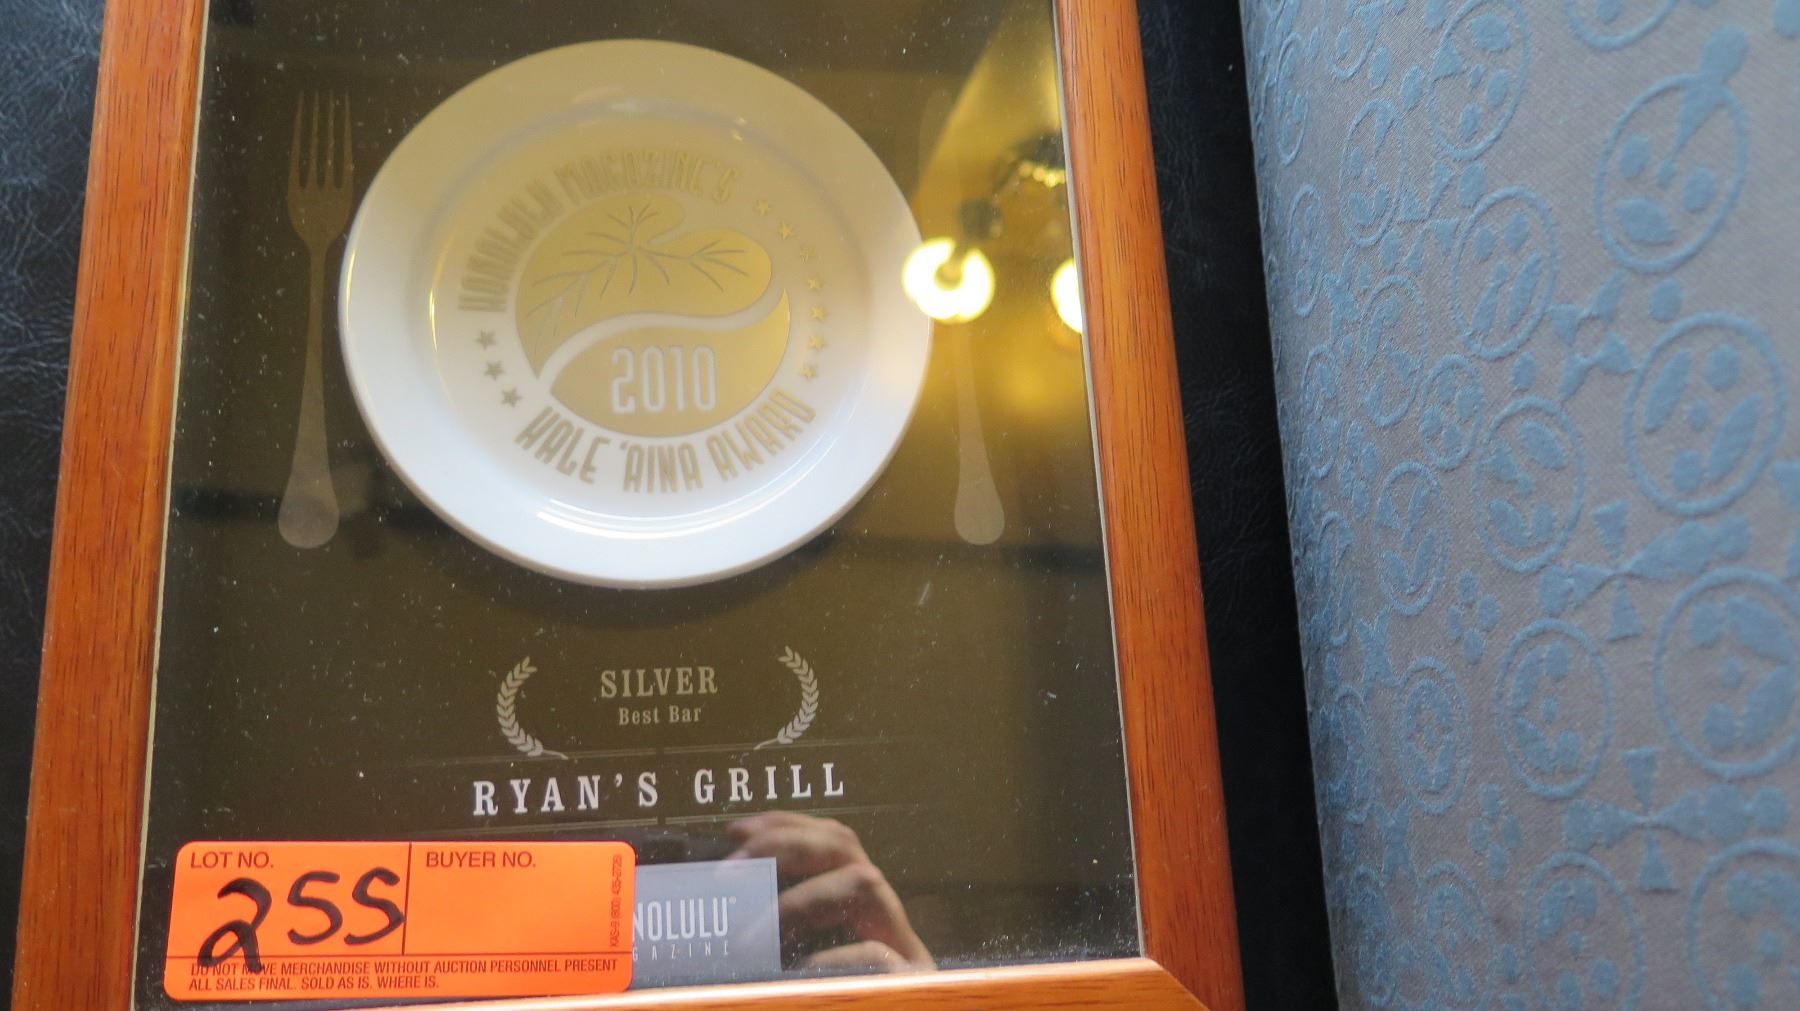 HONOLULU MAGAZINE'S
2010
HALE 'AINA AWARD
SILVER
Best Bar
RYAN'S GRILL
LOT NO.
BUYER NO.
255
DO NOT MOVE MERCHANDISE WITHOUT AUCTION PERSONNEL PRESENT
ALL SALES FINAL. SOLD AS IS. WHERE IS.
NOLULU
GAZINE